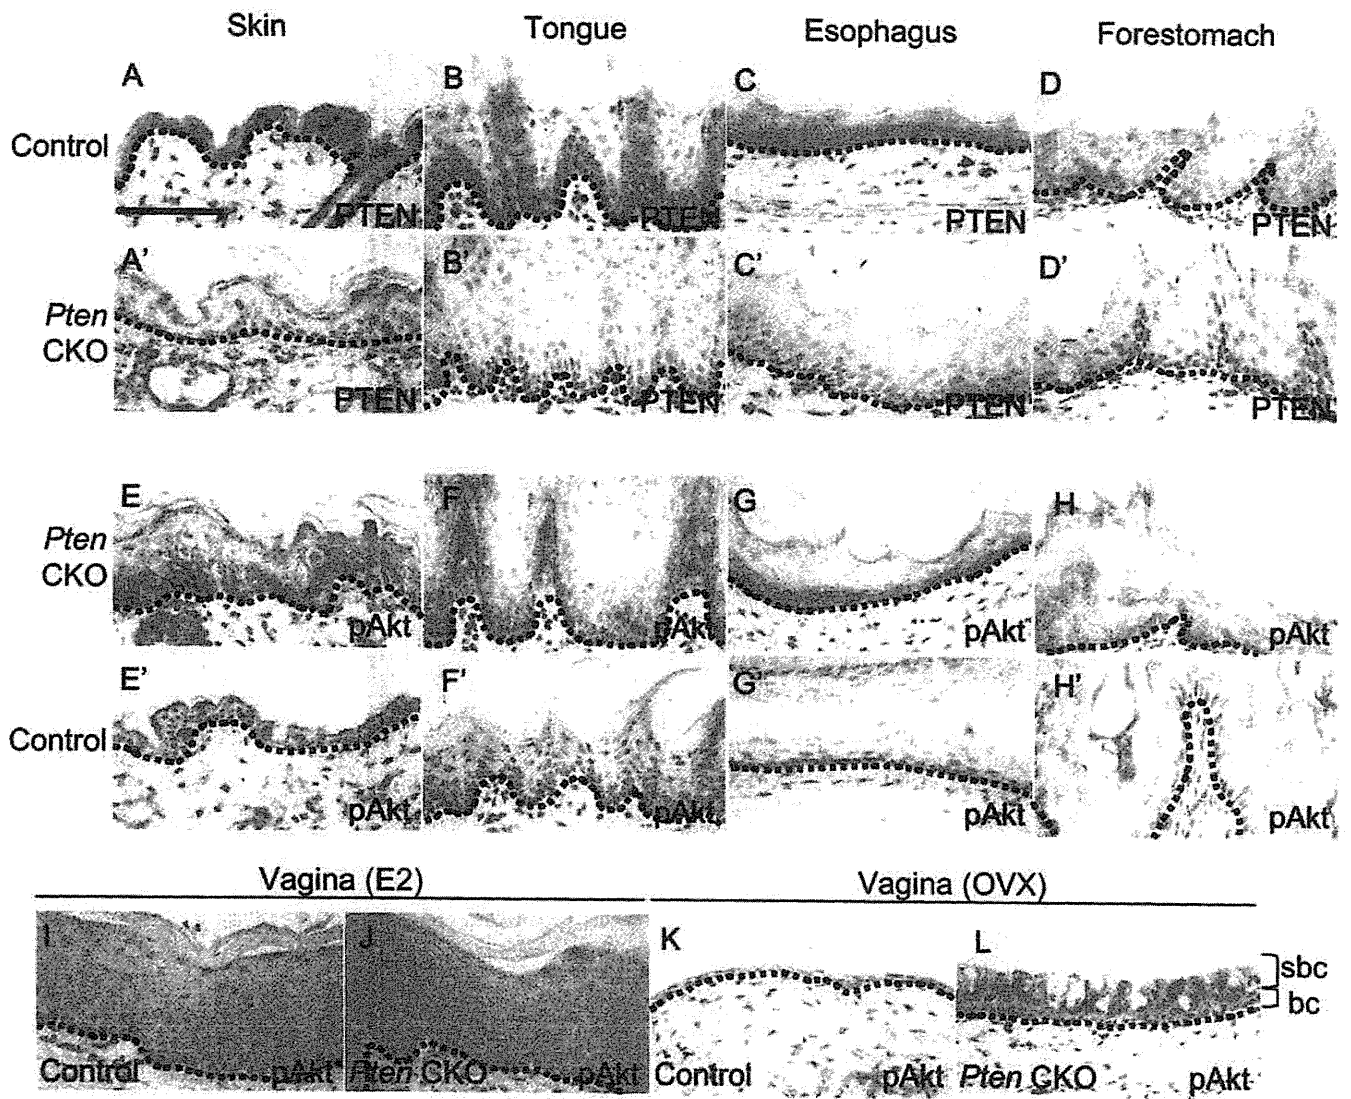 Skin Tongue Esophagus Forestomach
A B C D
Control
PTEN PTEN PTEN PTEN
A' B' C' D'
Pten
CKO
PTEN PTEN PTEN PTEN
E F G H
Pten
CKO
pAkt pAkt pAkt pAkt
E' F' G' H'
Control
pAkt pAkt pAkt pAkt
Vagina (E2) Vagina (OVX)
I J K L
sbc
bc
Control pAkt Pten CKO pAkt Control pAkt Pten CKO pAkt